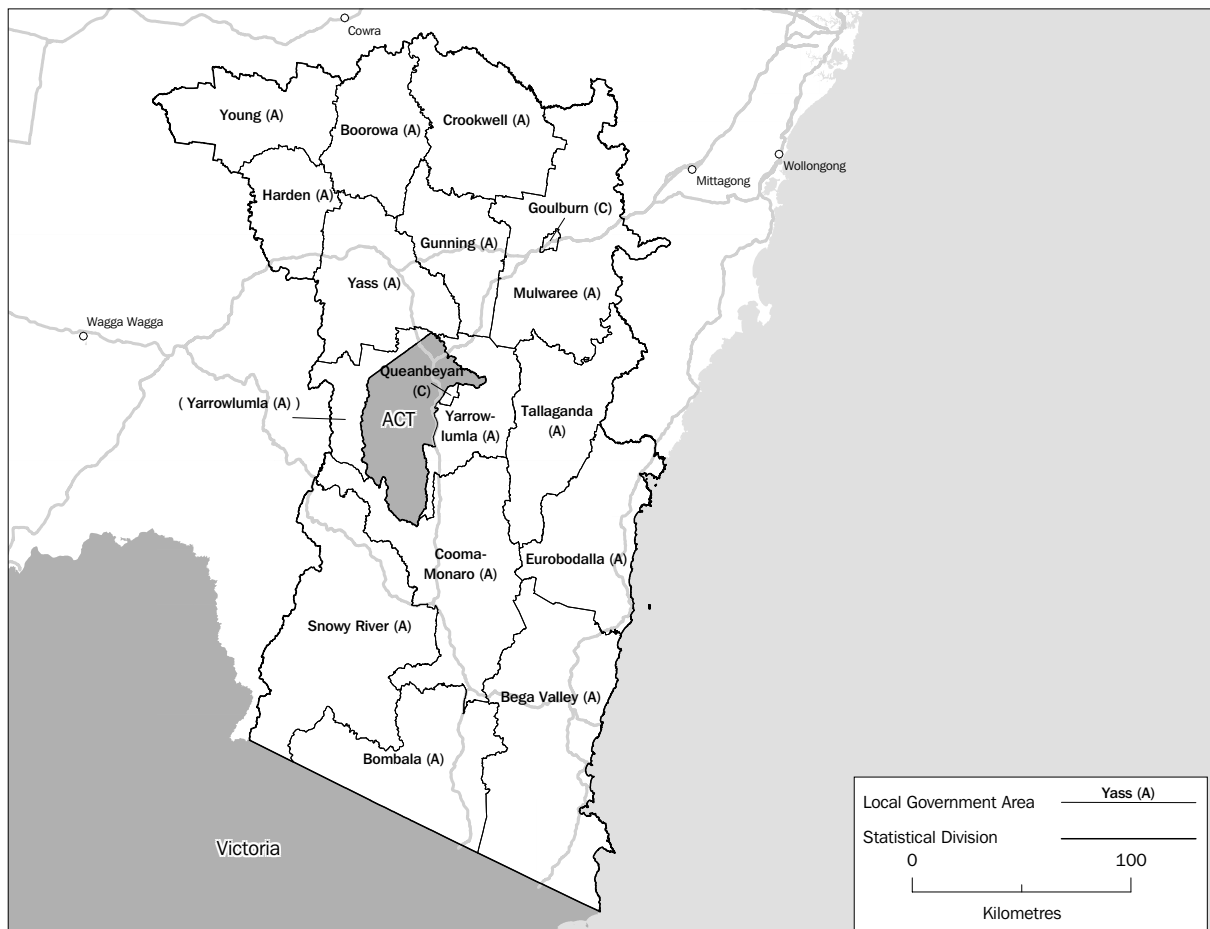 Cowra
Young (A)
Boorowa (A)
Crookwell (A)
Wollongong
Mittagong
Harden (A)
Goulburn (C)
Gunning (A)
Yass (A)
Mulwaree (A)
Wagga Wagga
Queanbeyan
(C)
( Yarrowlumla (A) )
ACT
Yarrow-
lumla (A)
Tallaganda
(A)
Cooma-
Monaro (A)
Eurobodalla (A)
Snowy River (A)
Bega Valley (A)
Bombala (A)
Victoria
Local Government Area
Yass (A)
Statistical Division
0 100
Kilometres